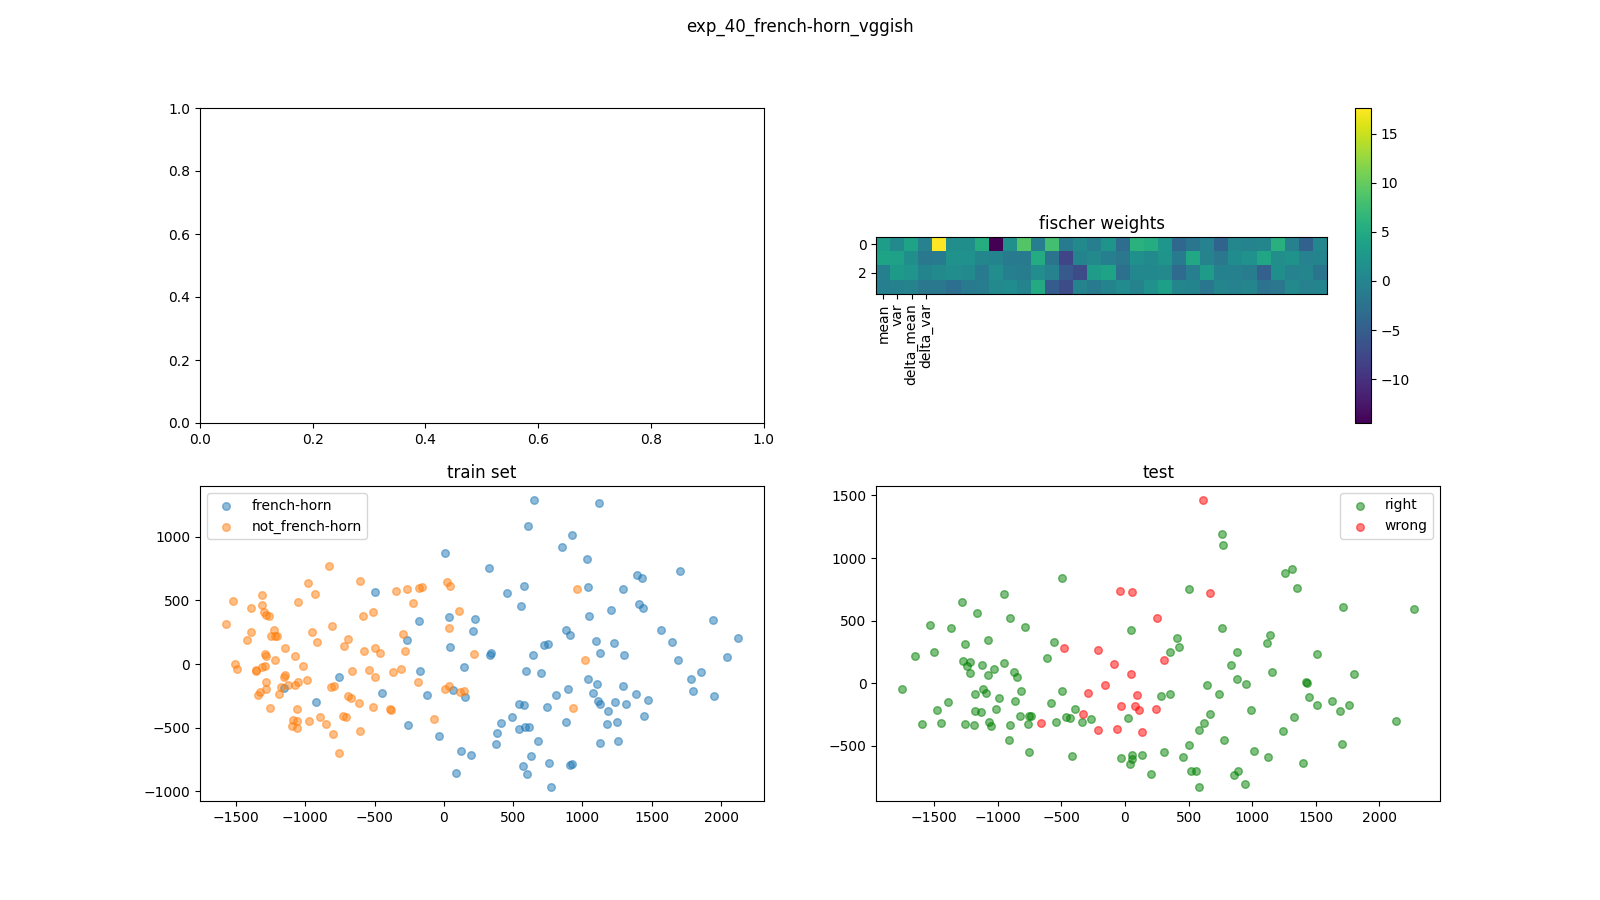 exp_40_french-horn_vggish
1.0
0.8
0.6
0.4
0.2
0.0
0.0 0.2 0.4 0.6 0.8 1.0
fischer weights
0
2
mean
var
delta_mean
delta_var
15
10
5
0
−5
−10
train set
french-horn
not_french-horn
1000
500
0
−500
−1000
−1500 −1000 −500 0 500 1000 1500 2000
test
right
wrong
1500
1000
500
0
−500
−1500 −1000 −500 0 500 1000 1500 2000